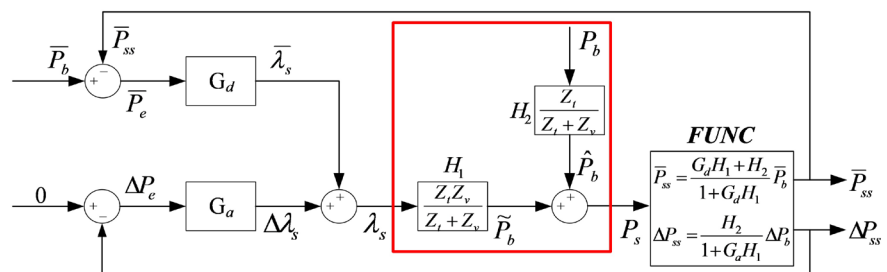 P̄_ss
P̄_b
−
+
P̄_e
G_d
λ̄_s
P_b
H_2
Z_t / (Z_t + Z_v)
P̂_b
FUNC
H_1
Z_t Z_v / (Z_t + Z_v)
P̄_ss = (G_d H_1 + H_2) / (1 + G_d H_1) P̄_b
P̄_ss
0
+
−
ΔP_e
G_a
Δλ_s
+ +
λ_s
P̃_b
+ +
P_s
ΔP_ss = H_2 / (1 + G_a H_1) ΔP_b
ΔP_ss